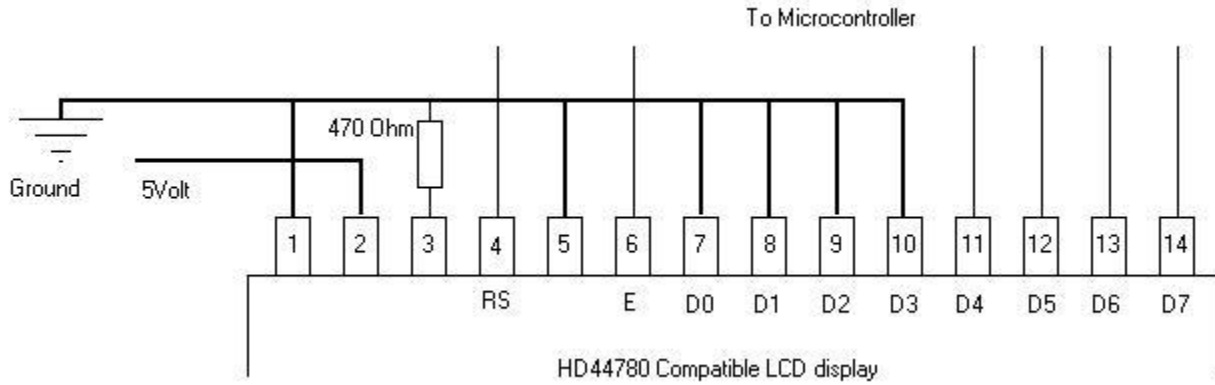 To Microcontroller
470 Ohm
Ground
5Volt
1 2 3 4 5 6 7 8 9 10 11 12 13 14
RS E D0 D1 D2 D3 D4 D5 D6 D7
HD44780 Compatible LCD display